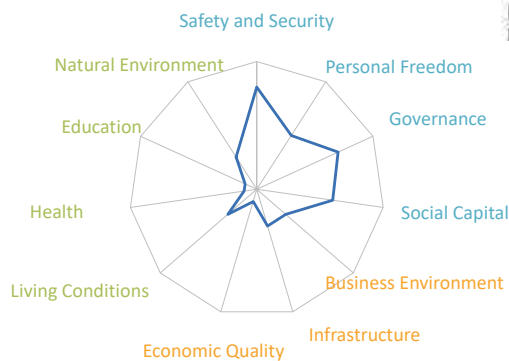 Safety and Security
Natural Environment
Personal Freedom
Education
Governance
Health
Social Capital
Living Conditions
Business Environment
Infrastructure
Economic Quality